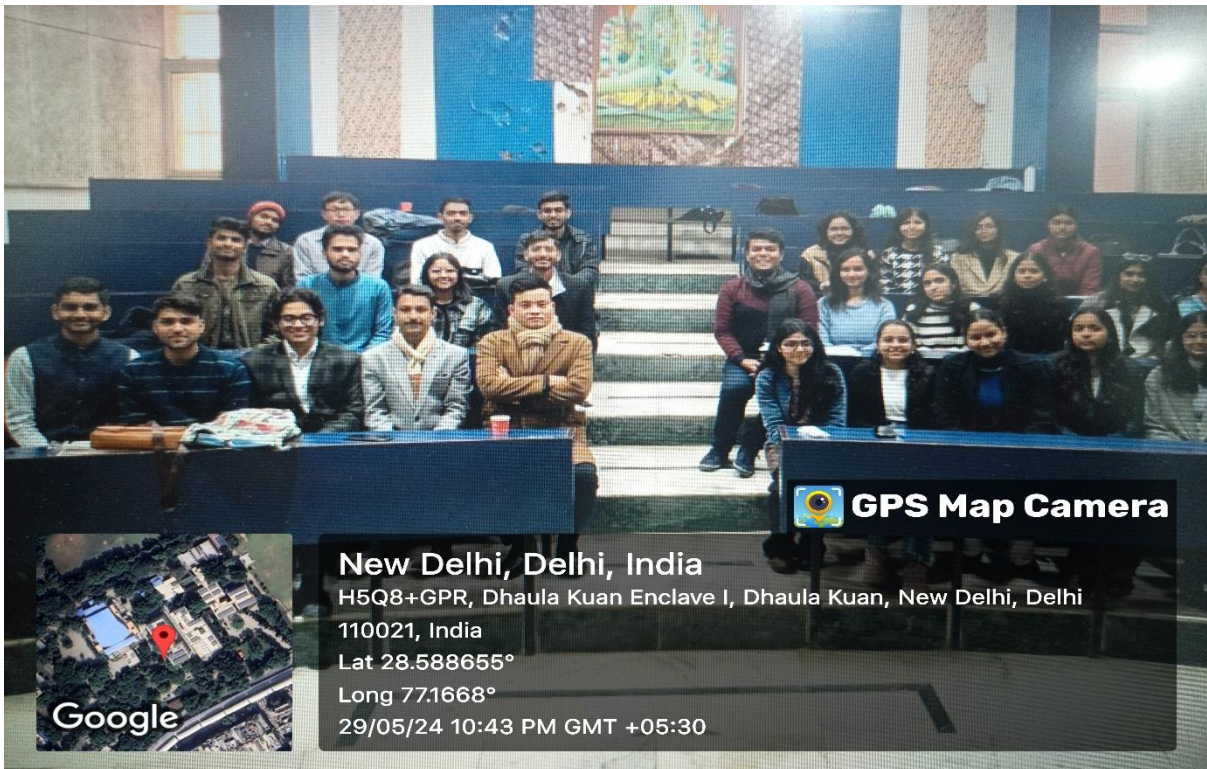 GPS Map Camera
New Delhi, Delhi, India
H5Q8+GPR, Dhaula Kuan Enclave I, Dhaula Kuan, New Delhi, Delhi
110021, India
Lat 28.588655°
Long 77.1668°
29/05/24 10:43 PM GMT +05:30
Google